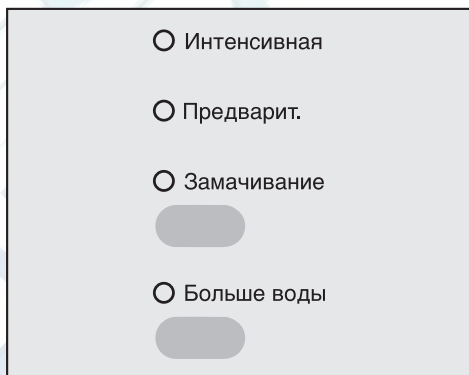 Интенсивная
Предварит.
Замачивание
Больше воды